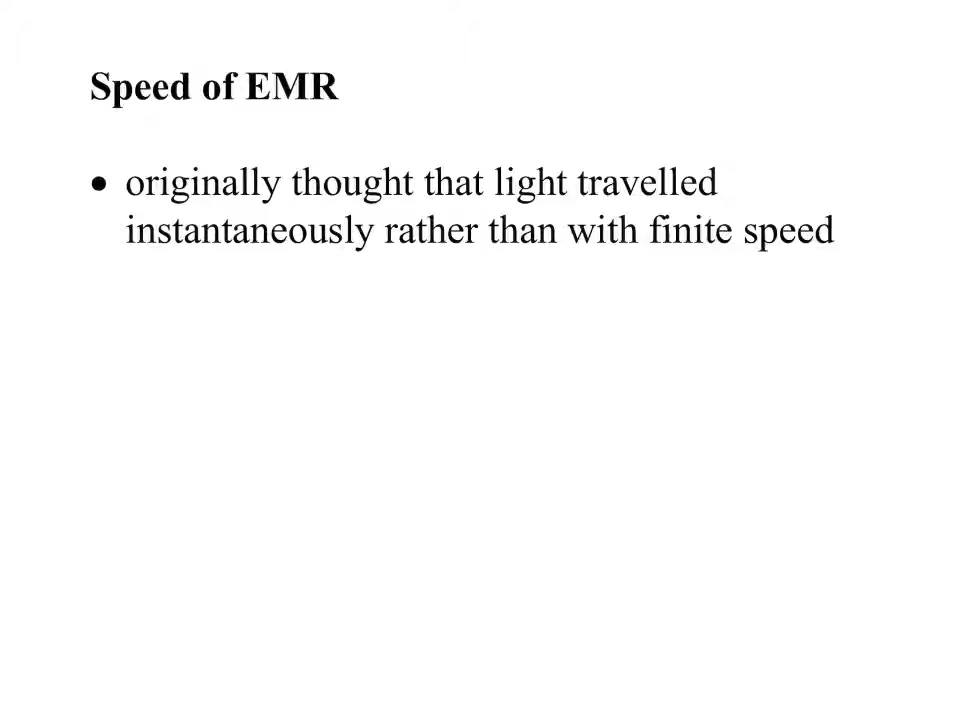 Speed of EMR
• originally thought that light travelled
instantaneously rather than with finite speed